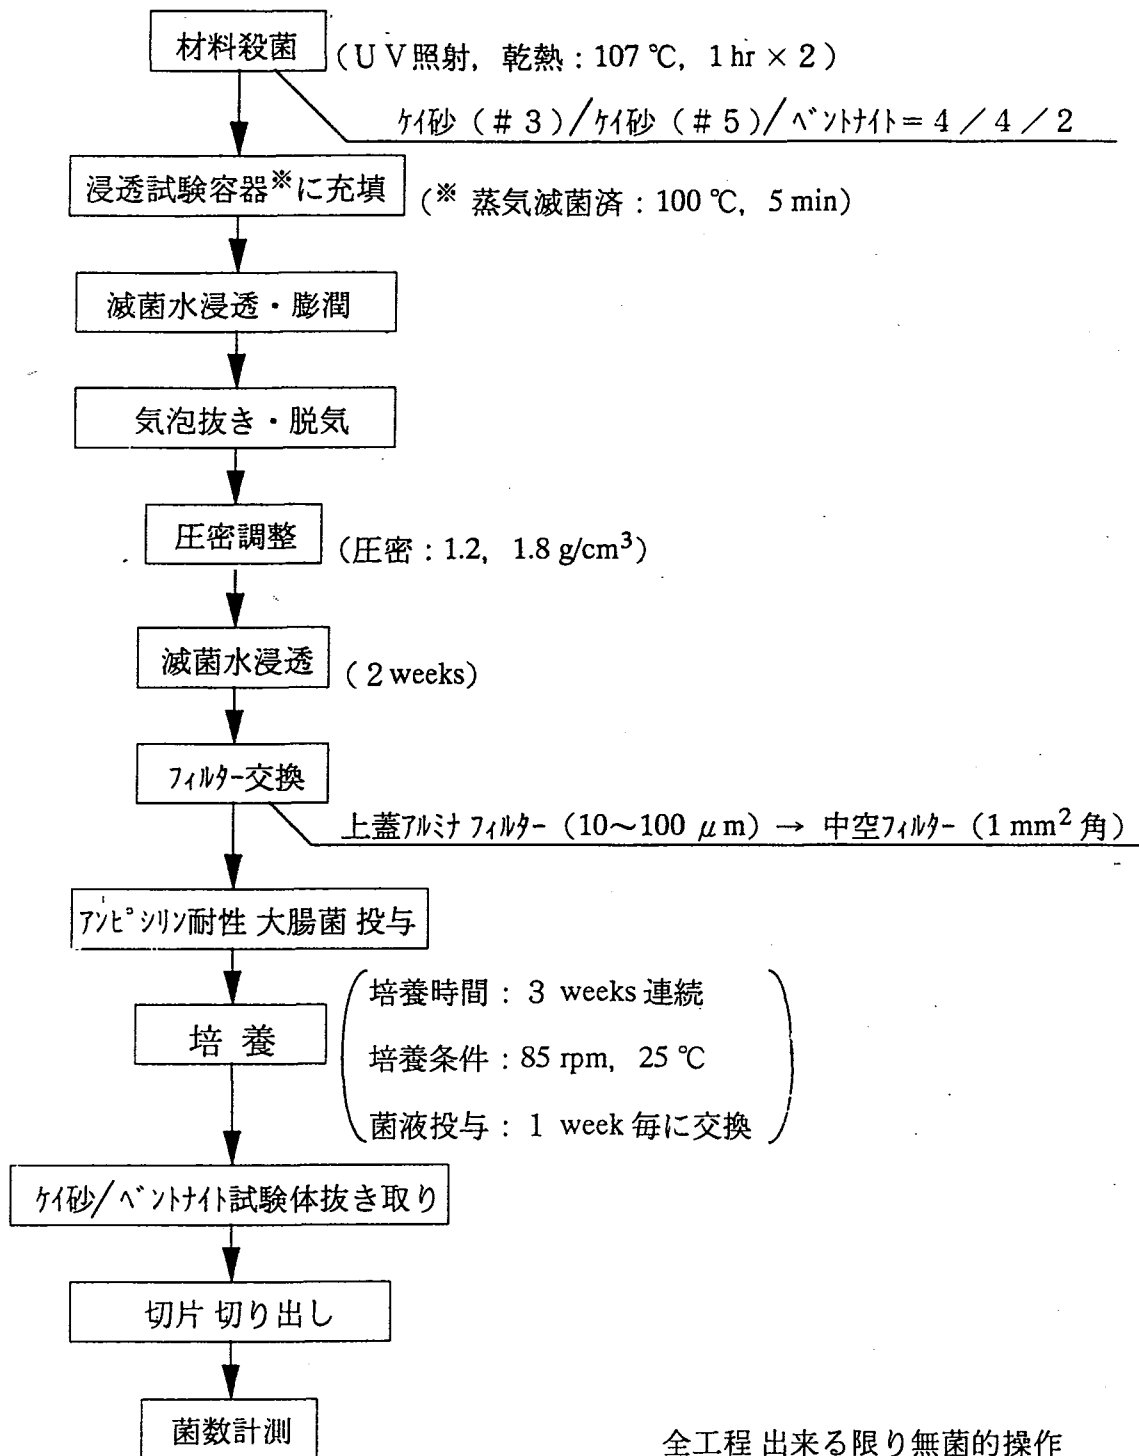 材料殺菌 (UV照射, 乾熱:107 ℃, 1 hr × 2)
ケイ砂(#3)/ケイ砂(#5)/ベントナイト=4/4/2
浸透試験容器※に充填 (※ 蒸気滅菌済:100 ℃, 5 min)
滅菌水浸透・膨潤
気泡抜き・脱気
圧密調整 (圧密:1.2, 1.8 g/cm³)
滅菌水浸透 (2 weeks)
フィルター交換
上蓋アルミナ フィルター(10~100 μm) → 中空フィルター(1 mm² 角)
アンピシリン耐性 大腸菌 投与
培養時間: 3 weeks 連続
培 養
培養条件:85 rpm, 25 ℃
菌液投与: 1 week 毎に交換
ケイ砂/ベントナイト試験体抜き取り
切片 切り出し
菌数計測
全工程 出来る限り無菌的操作